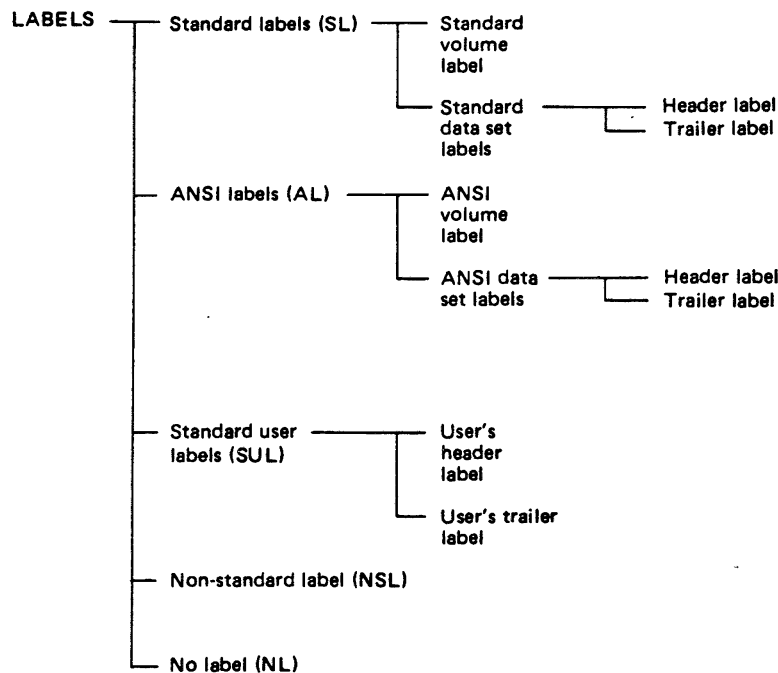 LABELS
Standard labels (SL)
Standard
volume
label
Standard
data set
labels
Header label
Trailer label
ANSI labels (AL)
ANSI
volume
label
ANSI data
set labels
Header label
Trailer label
Standard user
labels (SUL)
User's
header
label
User's trailer
label
Non-standard label (NSL)
No label (NL)